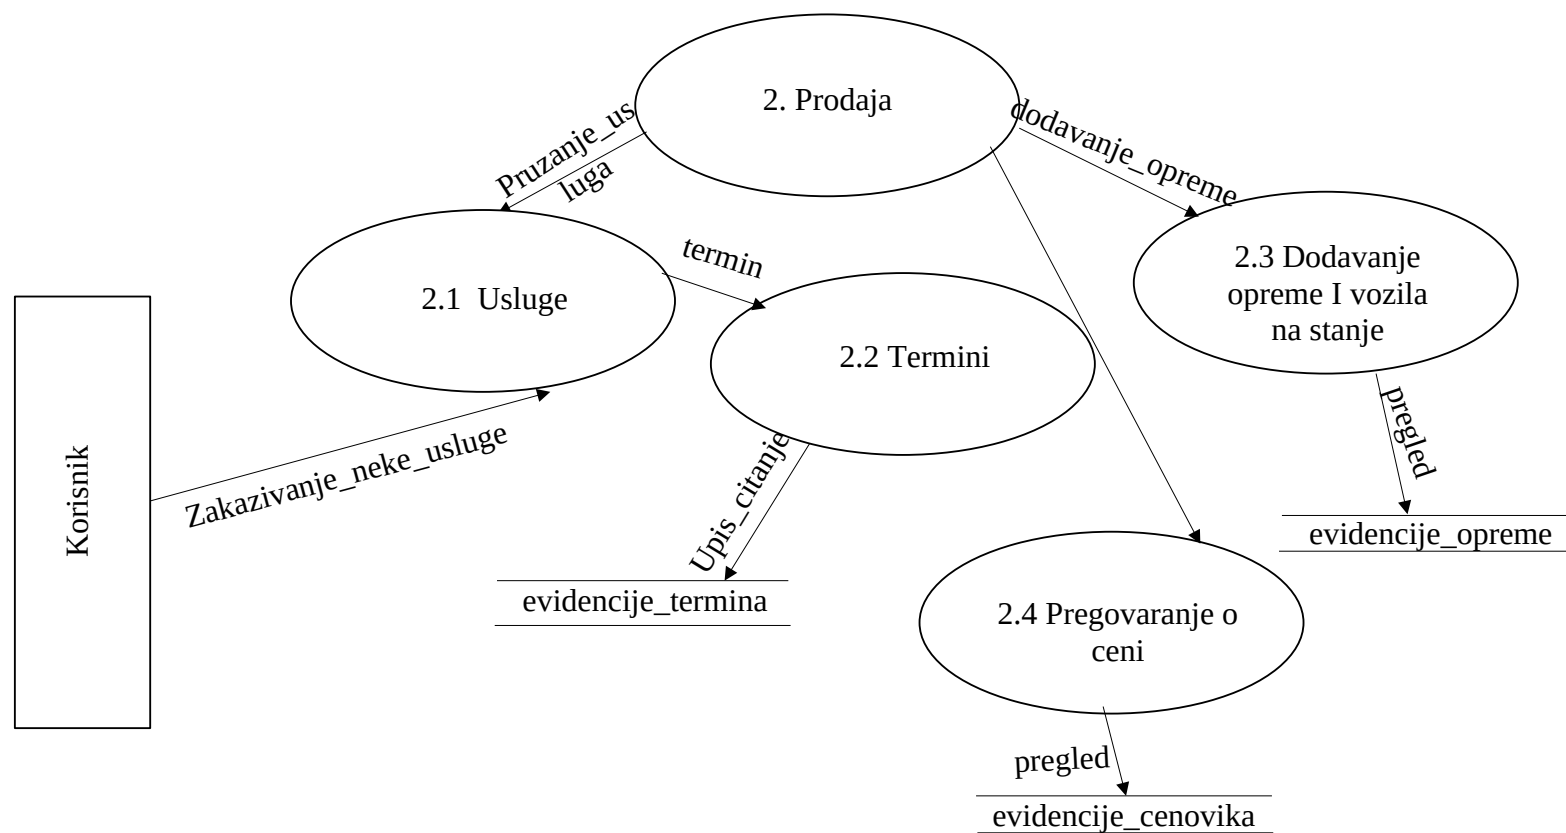 2. Prodaja
Pruzanje_us
luga
dodavanje_opreme
termin
2.1  Usluge
2.3 Dodavanje
opreme I vozila
na stanje
2.2 Termini
Korisnik
Zakazivanje_neke_usluge
Upis_citanje
pregled
evidencije_opreme
evidencije_termina
2.4 Pregovaranje o
ceni
pregled
evidencije_cenovika